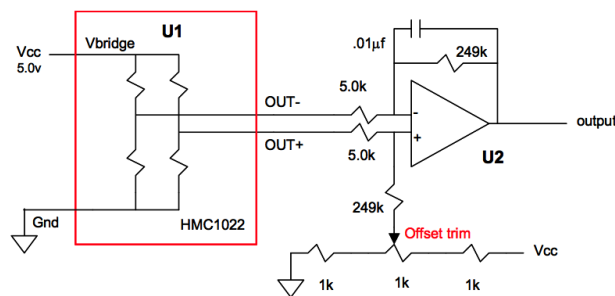 U1
Vcc
5.0v
Vbridge
.01µf
249k
OUT-
5.0k
-
+
U2
output
OUT+
5.0k
Gnd
HMC1022
249k
Offset trim
Vcc
1k
1k
1k